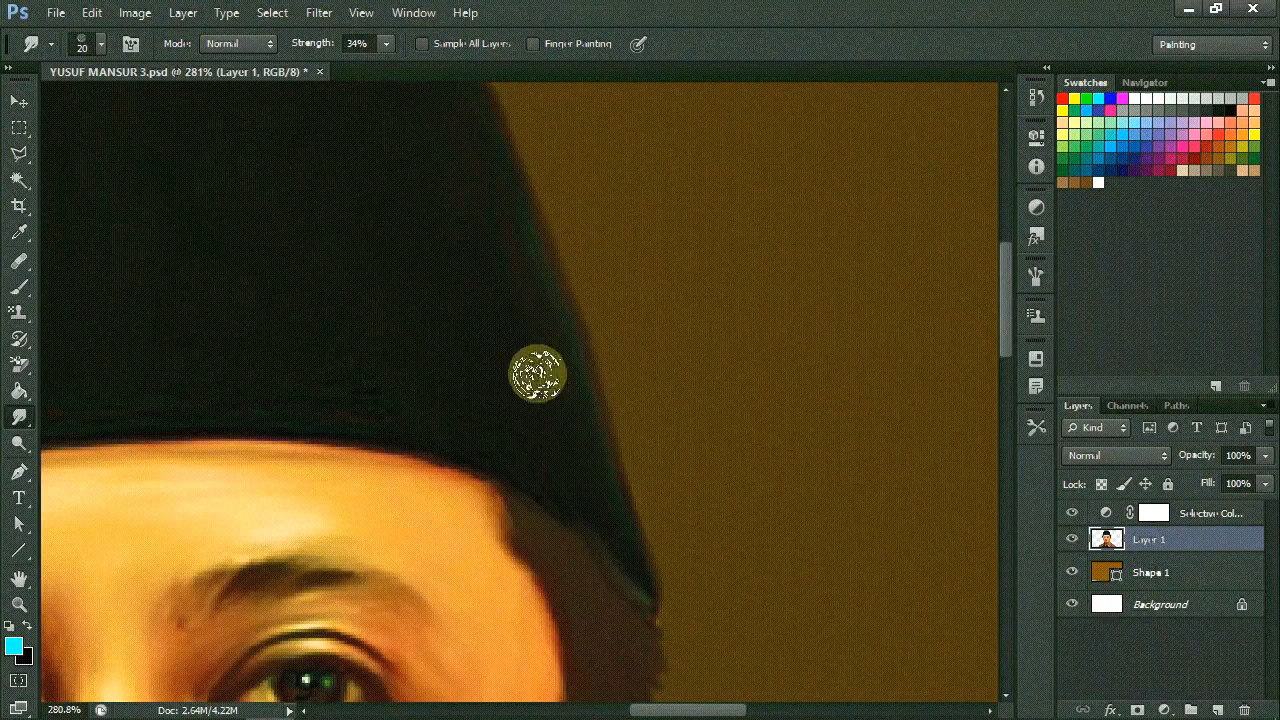 Ps File Edit Image Layer Type Select Filter View Window Help
20 Mode: Normal Strength: 34% Sample All Layers Finger Painting Painting
YUSUF MANSUR 3.psd @ 281% (Layer 1, RGB/8) * ×
Swatches Navigator
Layers Channels Paths
Kind
Normal Opacity: 100%
Lock: Fill: 100%
Selective Col...
Layer 1
Shape 1
Background
280.8% Doc: 2.64M/4.22M